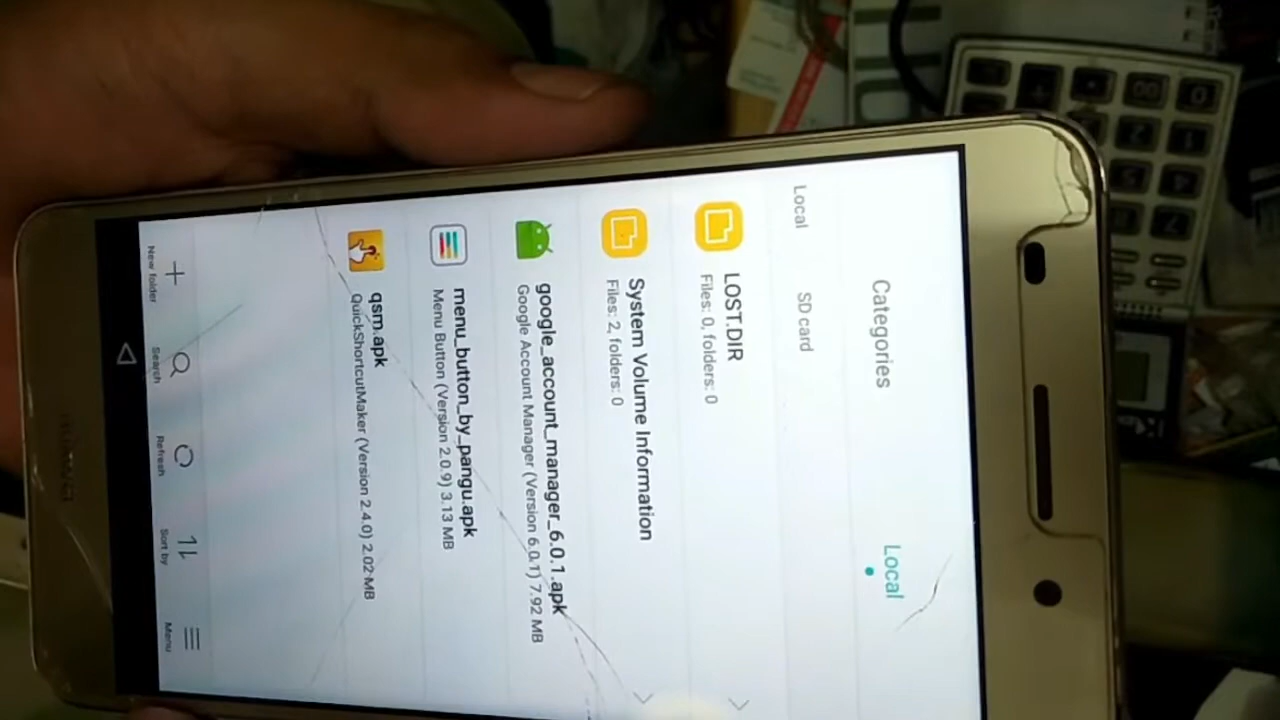 Categories
Local
Local
SD card
LOST.DIR
Files: 0, folders: 0
System Volume Information
Files: 2, folders: 0
google_account_manager_6.0.1.apk
Google Account Manager (Version 6.0.1) 7.92 MB
menu_button_by_pangu.apk
Menu Button (Version 2.0.9) 3.13 MB
qsm.apk
QuickShortcutMaker (Version 2.4.0) 2.02 MB
New folder
Search
Refresh
Sort by
Menu
HUAWEI